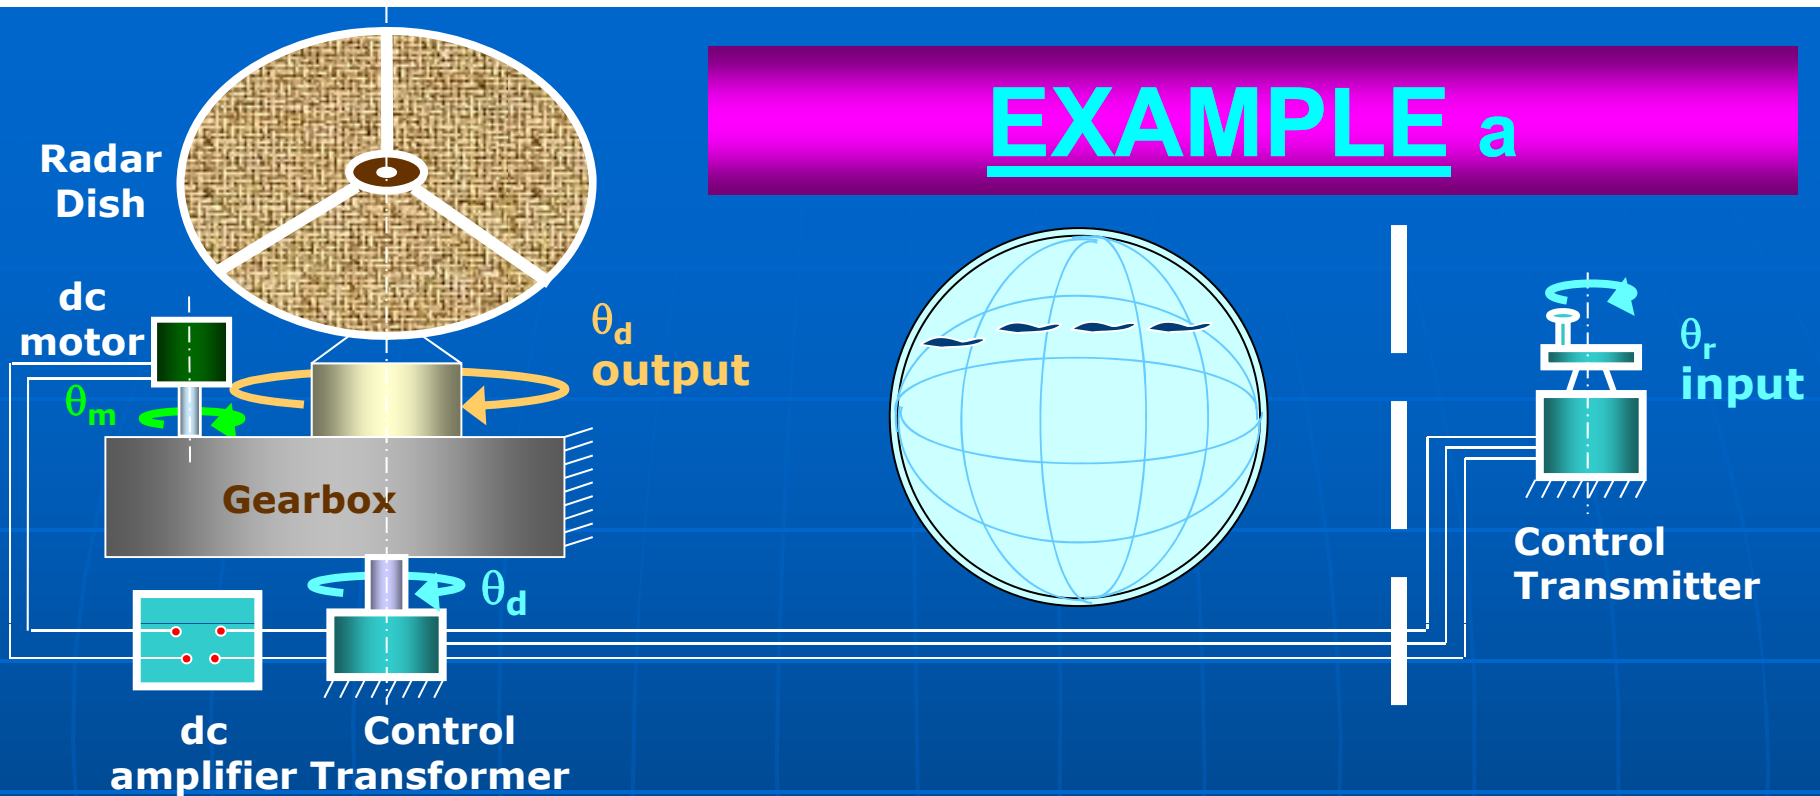 EXAMPLE a
Radar
Dish
dc
motor
θm
θd
output
θr
input
Gearbox
θd
Control
Transmitter
dc
amplifier
Control
Transformer